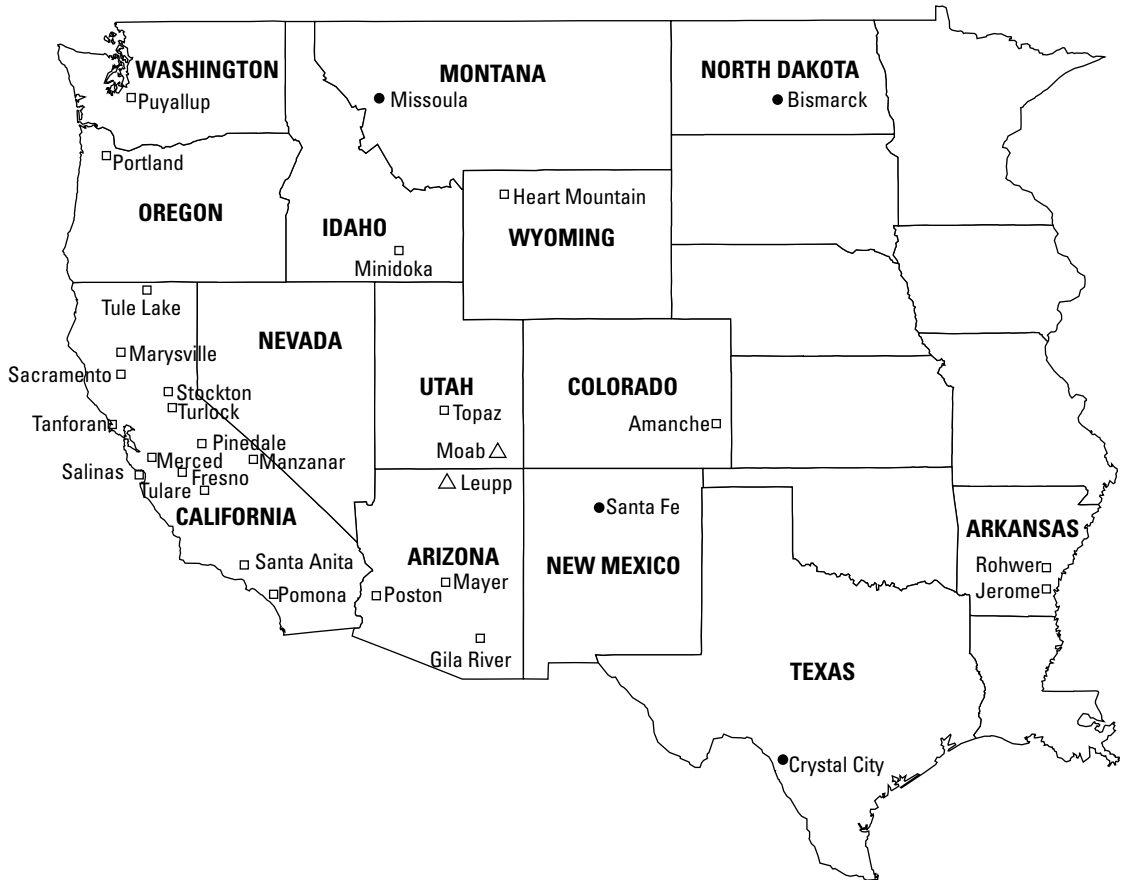 WASHINGTON
MONTANA
NORTH DAKOTA
Puyallup
Missoula
Bismarck
Portland
Heart Mountain
OREGON
IDAHO
WYOMING
Minidoka
Tule Lake
NEVADA
Marysville
Sacramento
UTAH
COLORADO
Stockton
Turlock
Topaz
Tanforan
Amanche
Pinedale
Moab
Merced
Manzanar
Salinas
Fresno
Tulare
Leupp
Santa Fe
CALIFORNIA
ARKANSAS
ARIZONA
Santa Anita
NEW MEXICO
Rohwer
Mayer
Jerome
Pomona
Poston
Gila River
TEXAS
Crystal City